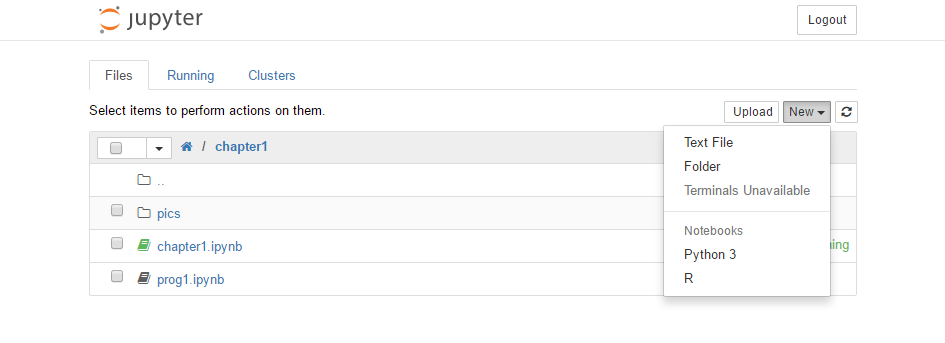 jupyter
Logout
Files Running Clusters
Select items to perform actions on them.
Upload New
/ chapter1
Text File
Folder
Terminals Unavailable
Notebooks
Python 3
R
..
pics
chapter1.ipynb
prog1.ipynb